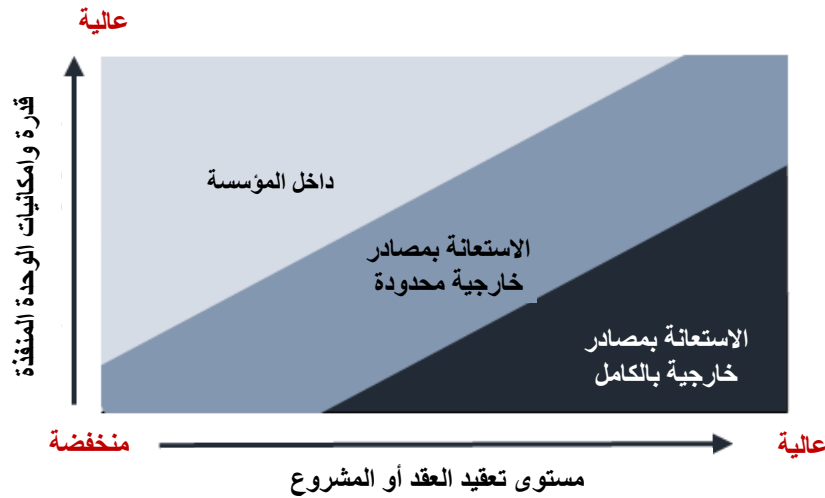 عالية
قدرة وامكانيات الوحدة المنفذة
داخل المؤسسة
الاستعانة بمصادر
خارجية محدودة
الاستعانة بمصادر
خارجية بالكامل
منخفضة
عالية
مستوى تعقيد العقد أو المشروع